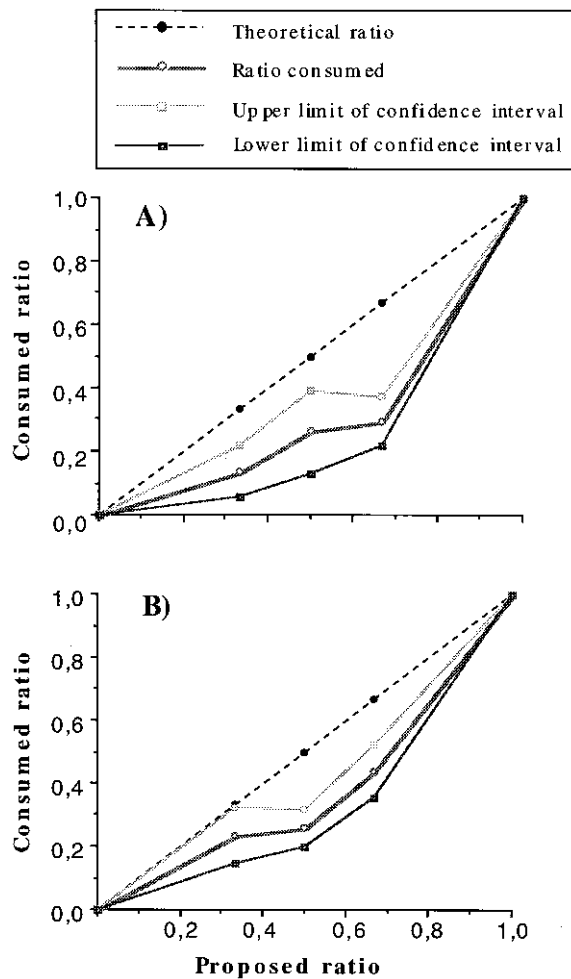 Theoretical ratio
Ratio consumed
Upper limit of confidence interval
Lower limit of confidence interval
A)
Consumed ratio
1,0
0,8
0,6
0,4
0,2
0,0
B)
Consumed ratio
1,0
0,8
0,6
0,4
0,2
0,0
0,2 0,4 0,6 0,8 1,0
Proposed ratio